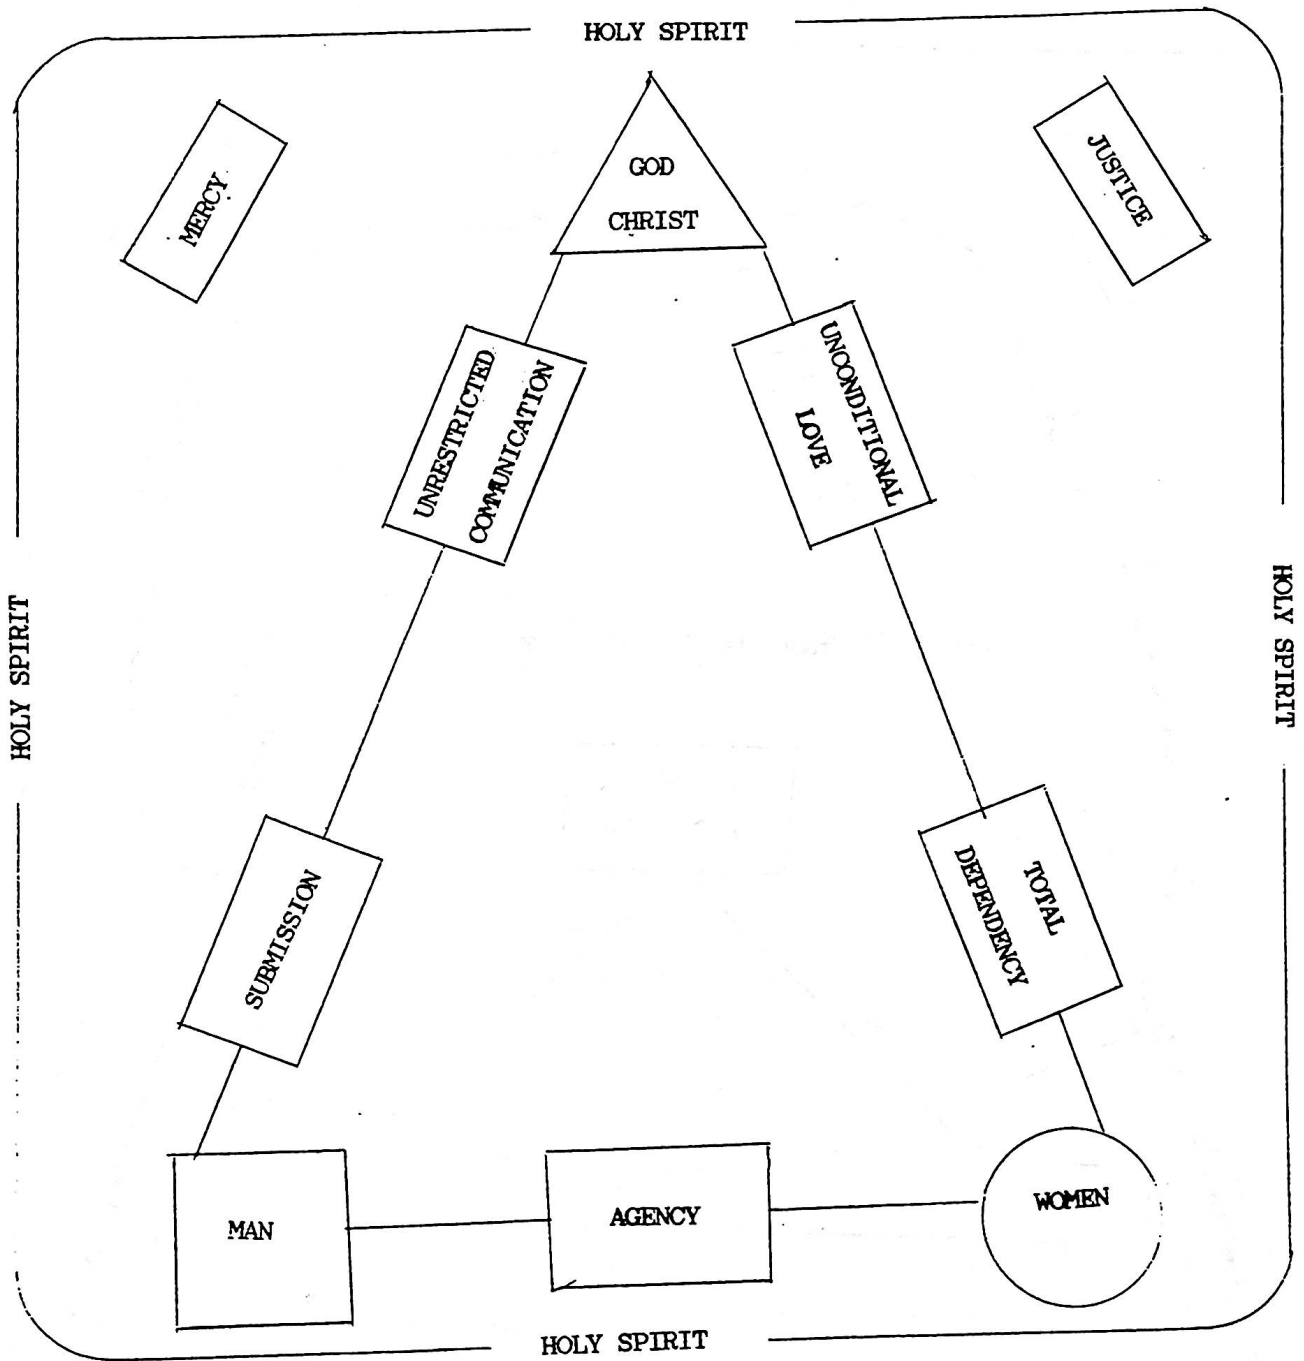 HOLY SPIRIT
MERCY
JUSTICE
GOD
CHRIST
UNRESTRICTED
COMMUNICATION
UNCONDITIONAL
LOVE
HOLY SPIRIT
HOLY SPIRIT
SUBMISSION
TOTAL
DEPENDENCY
MAN
AGENCY
WOMEN
HOLY SPIRIT